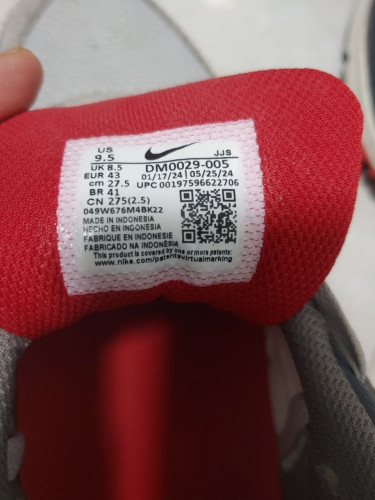 US
9.5
JJS
UK 8.5
DM0029-005
EUR 43
01/17/24 05/25/24
cm 27.5
UPC 00197596622706
BR 41
CN 275(2.5)
049W676M4BK22
MADE IN INDONESIA
HECHO EN INDONESIA
FABRIQUE EN INDONESIE
FABRICADO NA INDONÉSIA
This product is covered by one or more patents:
www.nike.com/patentsvirtualmarking